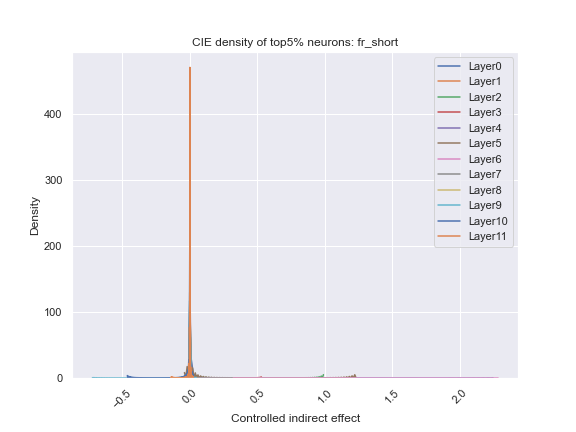 CIE density of top5% neurons: fr_short
Layer0
Layer1
Layer2
Layer3
Layer4
Layer5
Layer6
Layer7
Layer8
Layer9
Layer10
Layer11
Density
400
300
200
100
0
−0.5
0.0
0.5
1.0
1.5
2.0
Controlled indirect effect